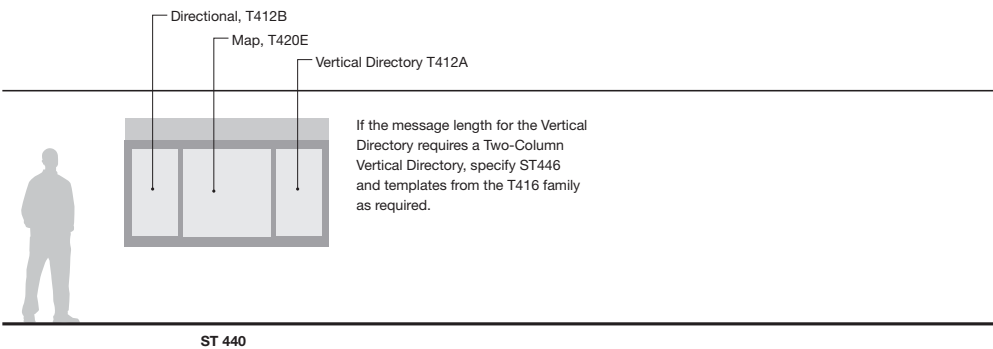 Directional, T412B
Map, T420E
Vertical Directory T412A
If the message length for the Vertical
Directory requires a Two-Column
Vertical Directory, specify ST446
and templates from the T416 family
as required.
ST 440